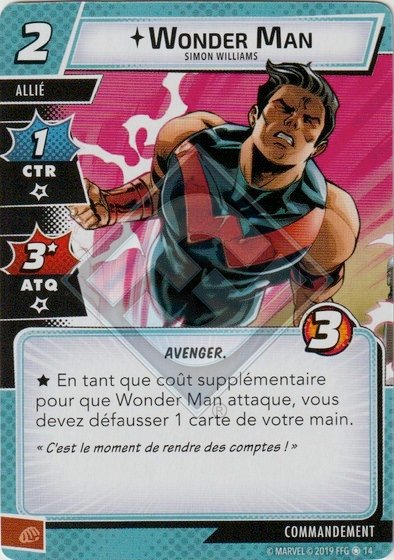 2
WONDER MAN
SIMON WILLIAMS
ALLIÉ
1
CTR
3★
ATQ
3
AVENGER.
★ En tant que coût supplémentaire
pour que Wonder Man attaque, vous
devez défausser 1 carte de votre main.
« C'est le moment de rendre des comptes ! »
®
COMMANDEMENT
© MARVEL © 2019 FFG 14